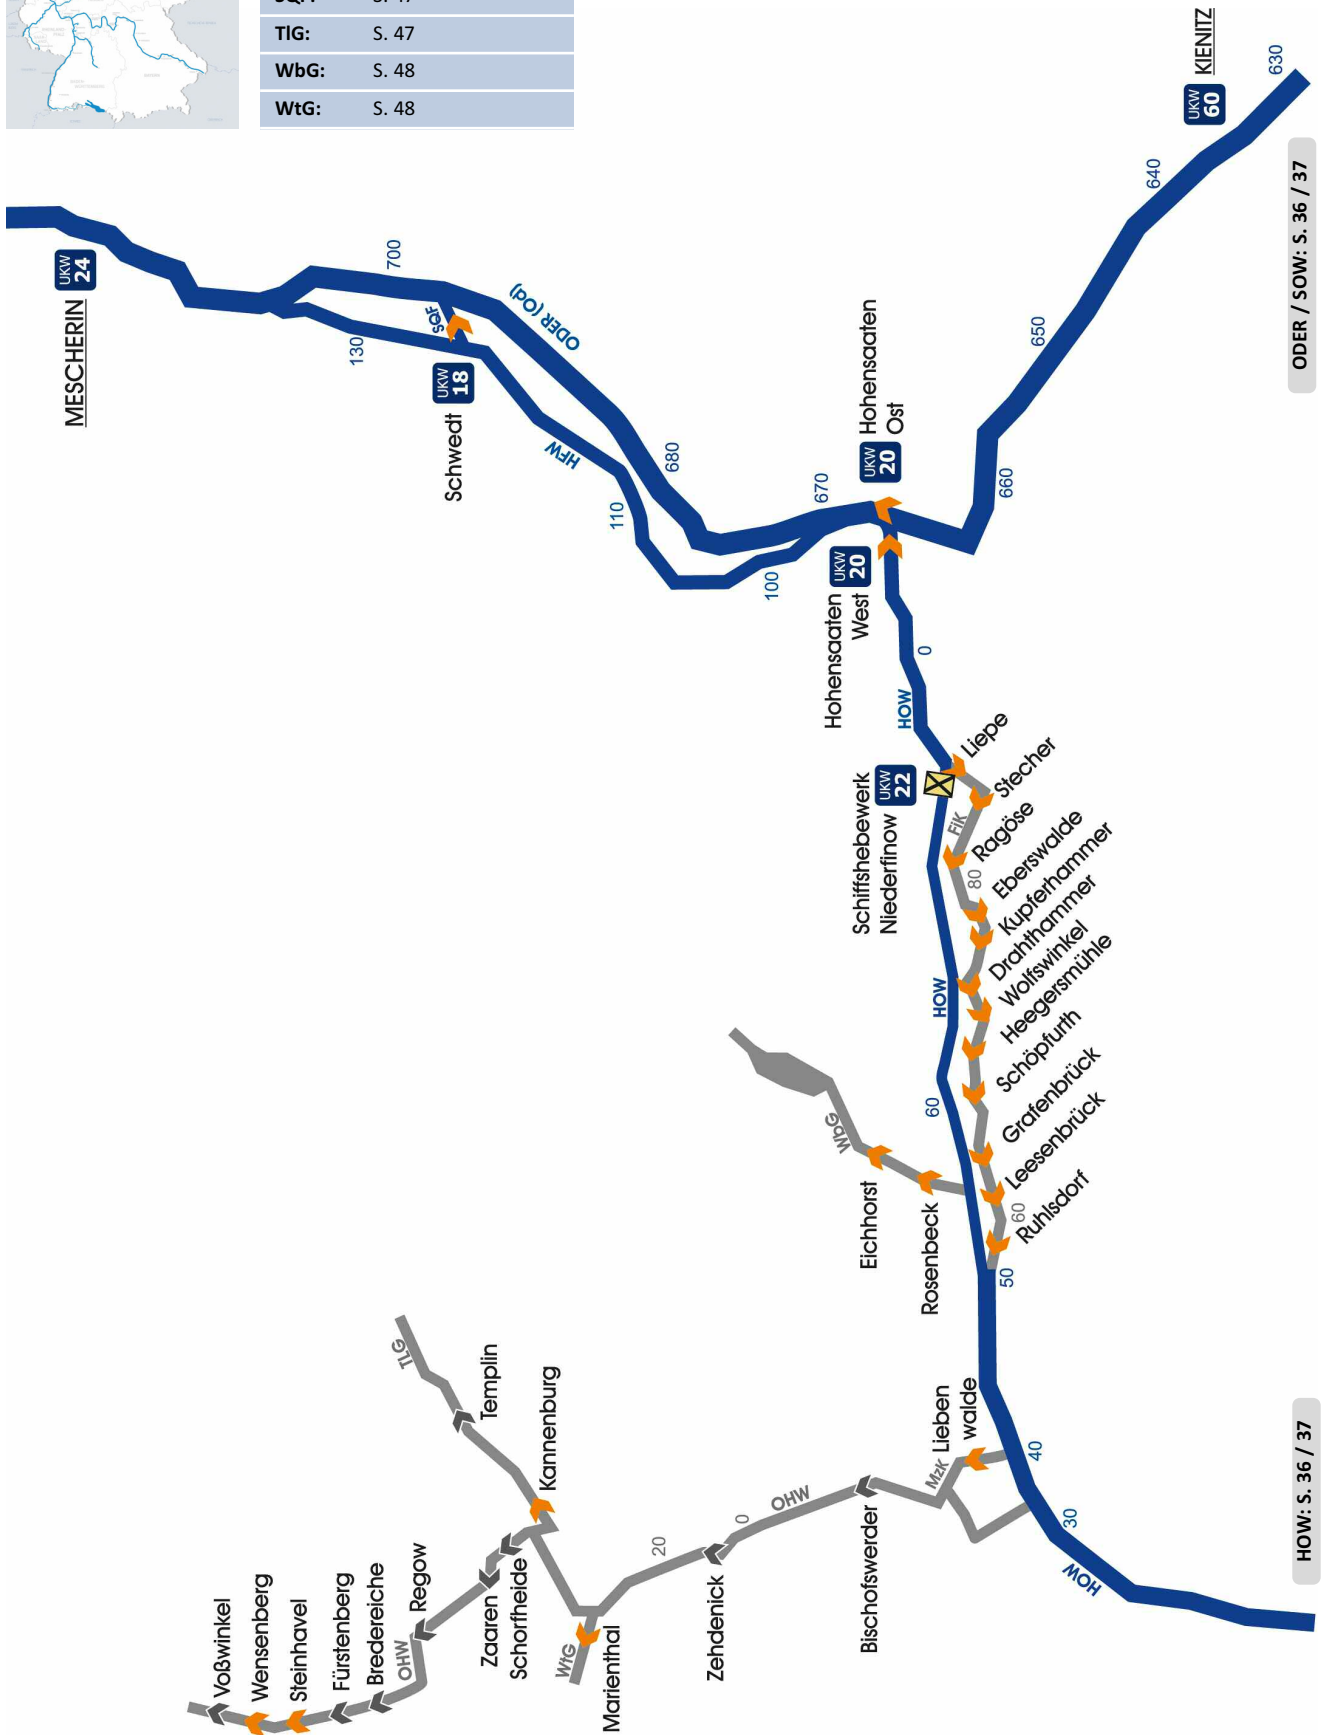 TlG: S. 47
WbG: S. 48
WtG: S. 48
KIENITZ
UKW
60
630
640
650
660
ODER / SOW: S. 36 / 37
MESCHERIN
UKW
24
700
130
SQF
ODER (Od)
UKW
18
Schwedt
HFW
680
110
100
670
Hohensaaten
Ost
UKW
20
UKW
20
Hohensaaten
West
0
HOW
Schiffshebewerk
Niederfinow
UKW
22
Liepe
Stecher
FiK
Ragöse
80
Eberswalde
Kupferhammer
Drahthammer
Wolfswinkel
Heegersmühle
HOW
Schöpfurth
Grafenbrück
Leesenbrück
60
Ruhlsdorf
60
50
WbG
Eichhorst
Rosenbeck
TLG
Templin
Kannenburg
Lieben
walde
MzK
40
30
HOW
OHW
0
20
Bischofswerder
Zehdenick
WtG
Marienthal
Zaaren
Schorfheide
Regow
OHW
Bredereiche
Fürstenberg
Steinhavel
Wensenberg
Voßwinkel
HOW: S. 36 / 37